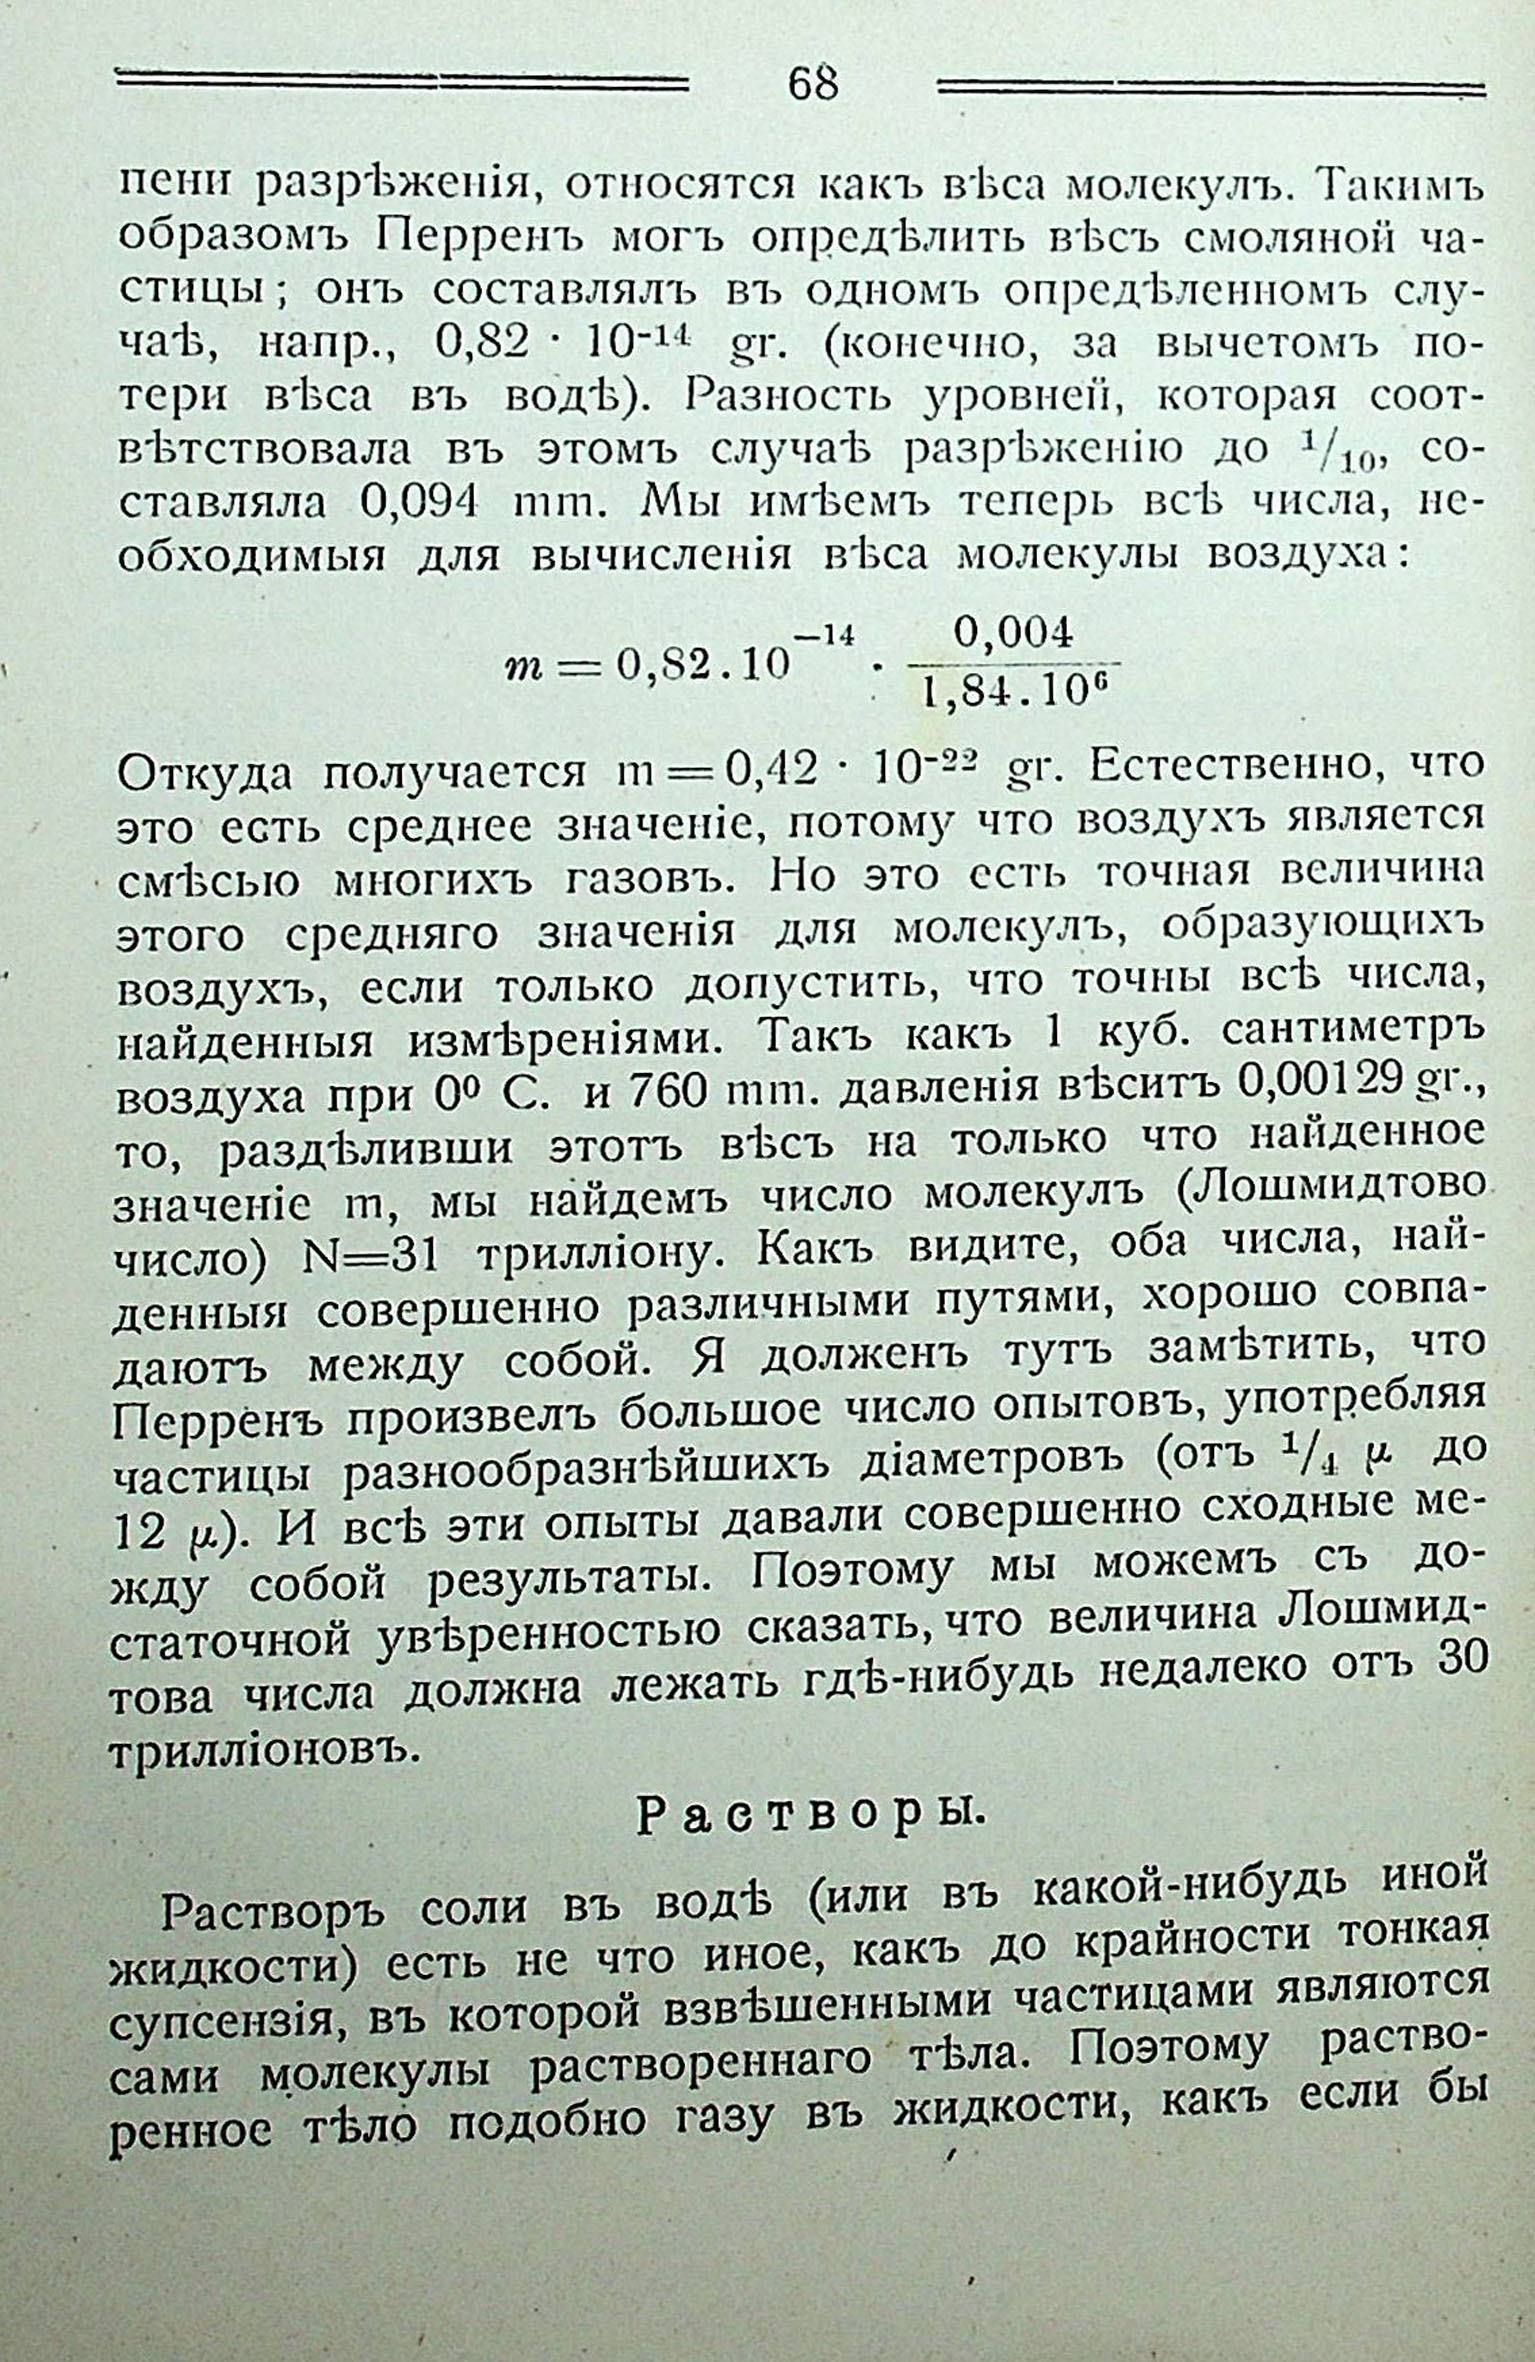 68
пени разрѣженія, относятся какъ вѣса молекулъ. Такимъ
образомъ Перренъ могъ опредѣлить вѣсъ смоляной ча-
стицы; онъ составлялъ въ одномъ опредѣленномъ слу-
чаѣ, напр., 0,82 · 10⁻¹⁴ gr. (конечно, за вычетомъ по-
тери вѣса въ водѣ). Разность уровней, которая соот-
вѣтствовала въ этомъ случаѣ разрѣженію до ¹/₁₀, со-
ставляла 0,094 mm. Мы имѣемъ теперь всѣ числа, не-
обходимыя для вычисленія вѣса молекулы воздуха:
m = 0,82 . 10⁻¹⁴ · 0,004 / 1,84 . 10⁶
Откуда получается m = 0,42 · 10⁻²² gr. Естественно, что
это есть среднее значеніе, потому что воздухъ является
смѣсью многихъ газовъ. Но это есть точная величина
этого средняго значенія для молекулъ, образующихъ
воздухъ, если только допустить, что точны всѣ числа,
найденныя измѣреніями. Такъ какъ 1 куб. сантиметръ
воздуха при 0⁰ С. и 760 mm. давленія вѣситъ 0,00129 gr.,
то, раздѣливши этотъ вѣсъ на только что найденное
значеніе m, мы найдемъ число молекулъ (Лошмидтово
число) N=31 трилліону. Какъ видите, оба числа, най-
денныя совершенно различными путями, хорошо совпа-
даютъ между собой. Я долженъ тутъ замѣтить, что
Перренъ произвелъ большое число опытовъ, употребляя
частицы разнообразнѣйшихъ діаметровъ (отъ ¹/₄ μ до
12 μ). И всѣ эти опыты давали совершенно сходные ме-
жду собой результаты. Поэтому мы можемъ съ до-
статочной увѣренностью сказать, что величина Лошмид-
това числа должна лежать гдѣ-нибудь недалеко отъ 30
трилліоновъ.
Растворы.
Растворъ соли въ водѣ (или въ какой-нибудь иной
жидкости) есть не что иное, какъ до крайности тонкая
супсензія, въ которой взвѣшенными частицами являются
сами молекулы раствореннаго тѣла. Поэтому раство-
ренное тѣло подобно газу въ жидкости, какъ если бы